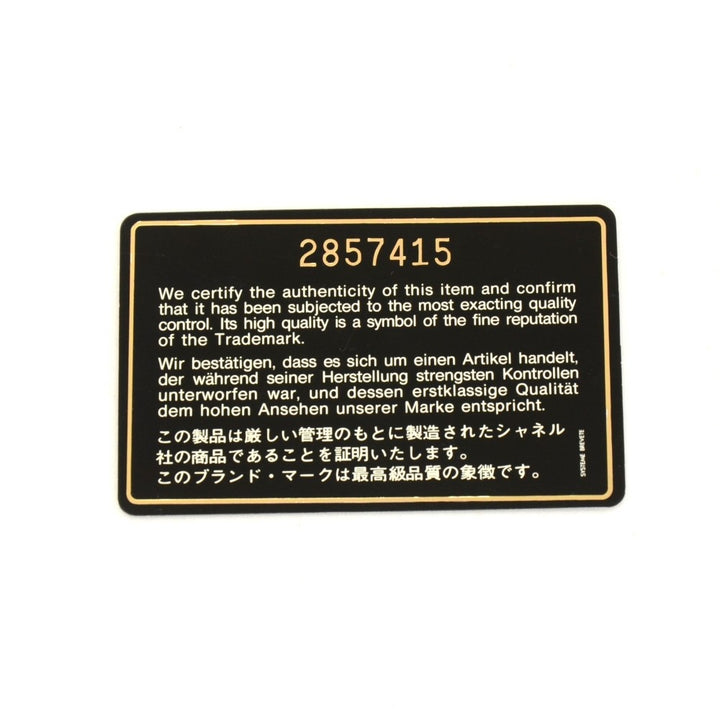 2857415
We certify the authenticity of this item and confirm
that it has been subjected to the most exacting quality
control. Its high quality is a symbol of the fine reputation
of the Trademark.
Wir bestätigen, dass es sich um einen Artikel handelt,
der während seiner Herstellung strengsten Kontrollen
unterworfen war, und dessen erstklassige Qualität
dem hohen Ansehen unserer Marke entspricht.
この製品は厳しい管理のもとに製造されたシャネル
社の商品であることを証明いたします。
このブランド・マークは最高級品質の象徴です。
SYSTEME BREVETE